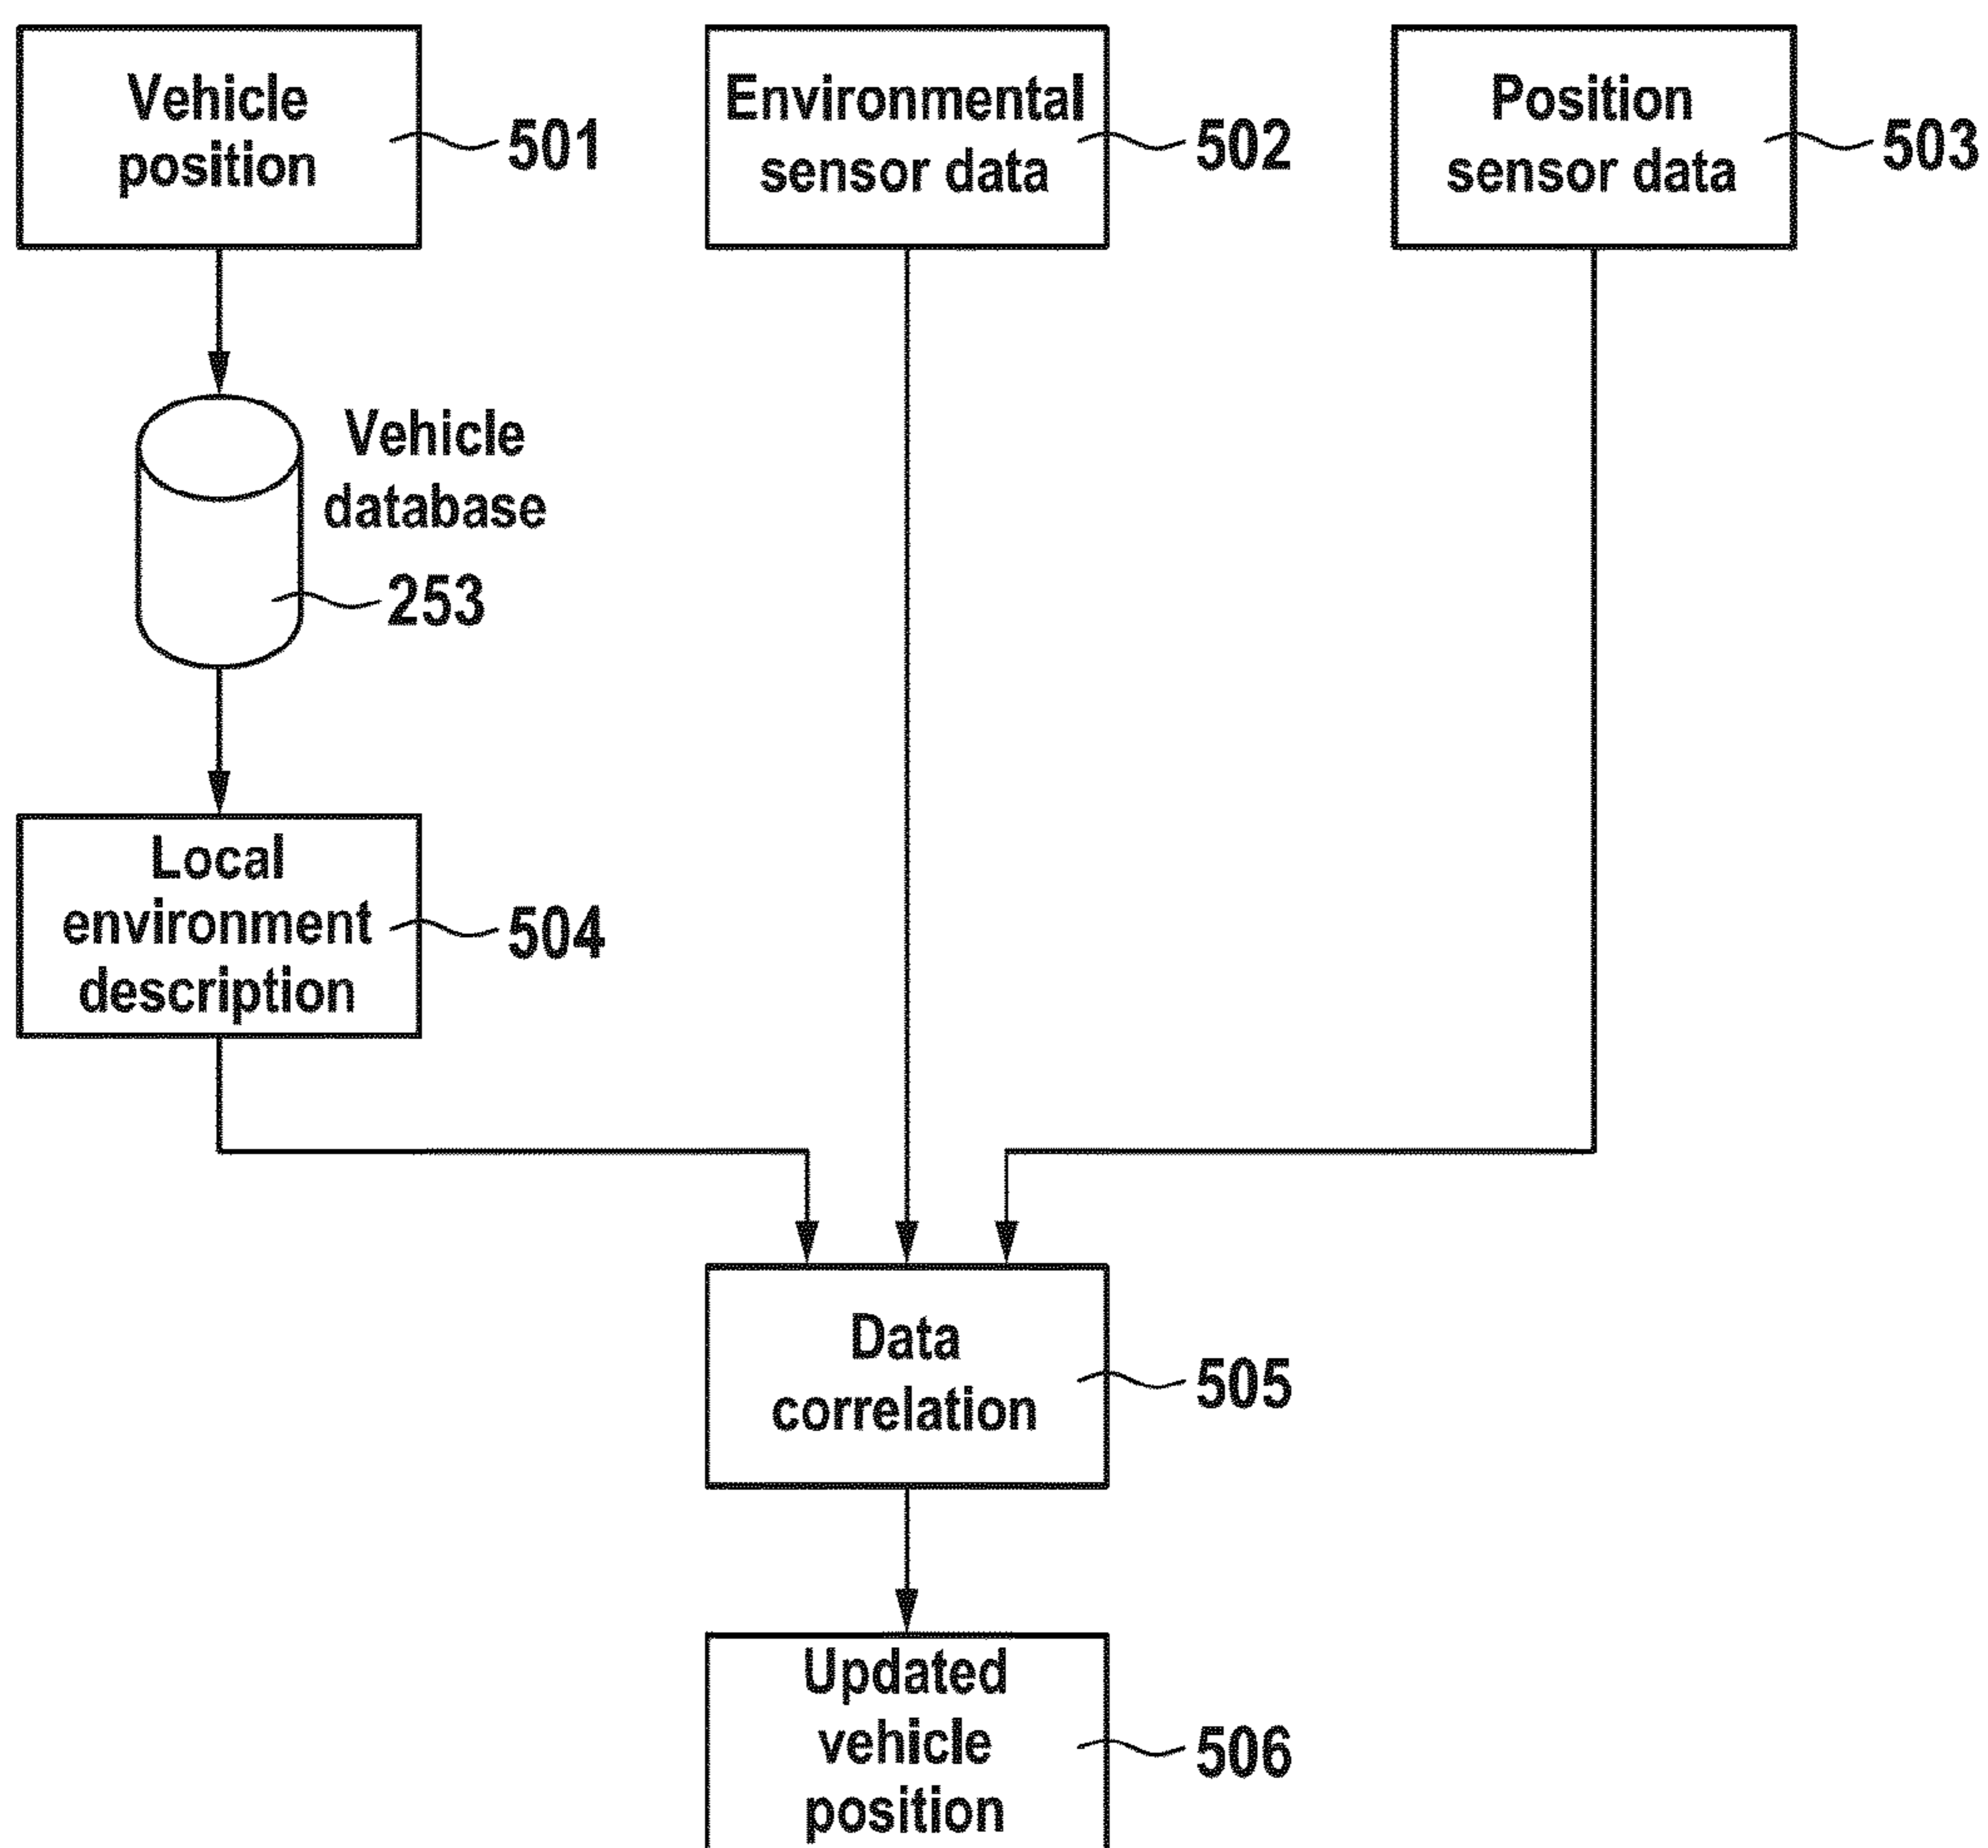 Vehicle
position
501
Environmental
sensor data
502
Position
sensor data
503
Vehicle
database
253
Local
environment
description
504
Data
correlation
505
Updated
vehicle
position
506